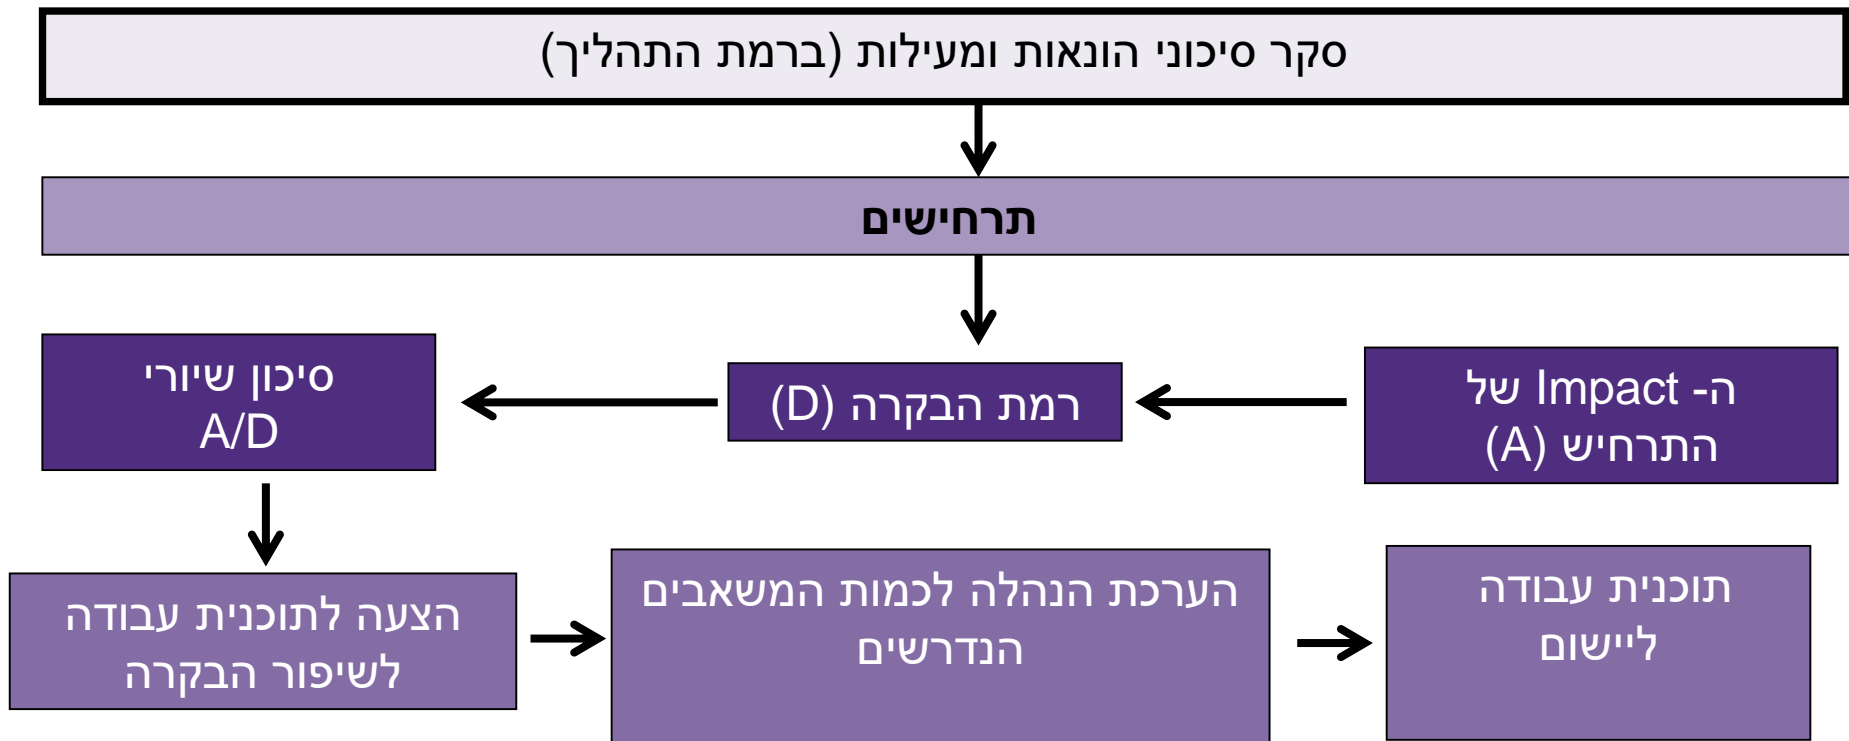 סקר סיכוני הונאות ומעילות (ברמת התהליך)
תרחישים
ה- Impact של
התרחיש (A)
רמת הבקרה (D)
סיכון שיורי
A/D
הצעה לתוכנית עבודה
לשיפור הבקרה
הערכת הנהלה לכמות המשאבים
הנדרשים
תוכנית עבודה
ליישום